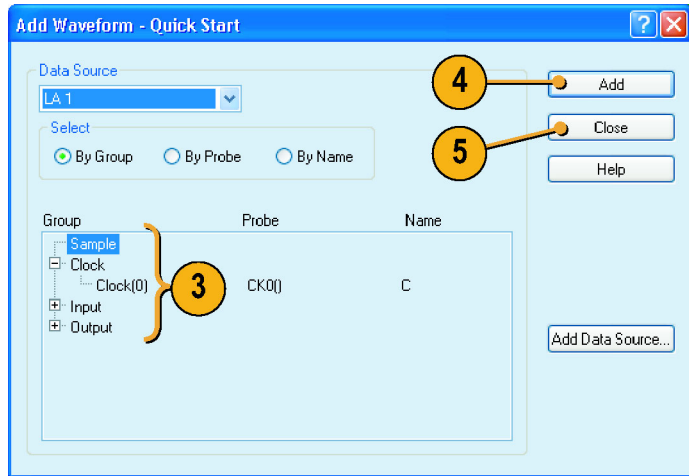 Add Waveform - Quick Start
Data Source
LA 1
Select
By Group By Probe By Name
Group Probe Name
Sample
Clock
Clock(0) CK0() C
Input
Output
3
4
Add
5
Close
Help
Add Data Source...